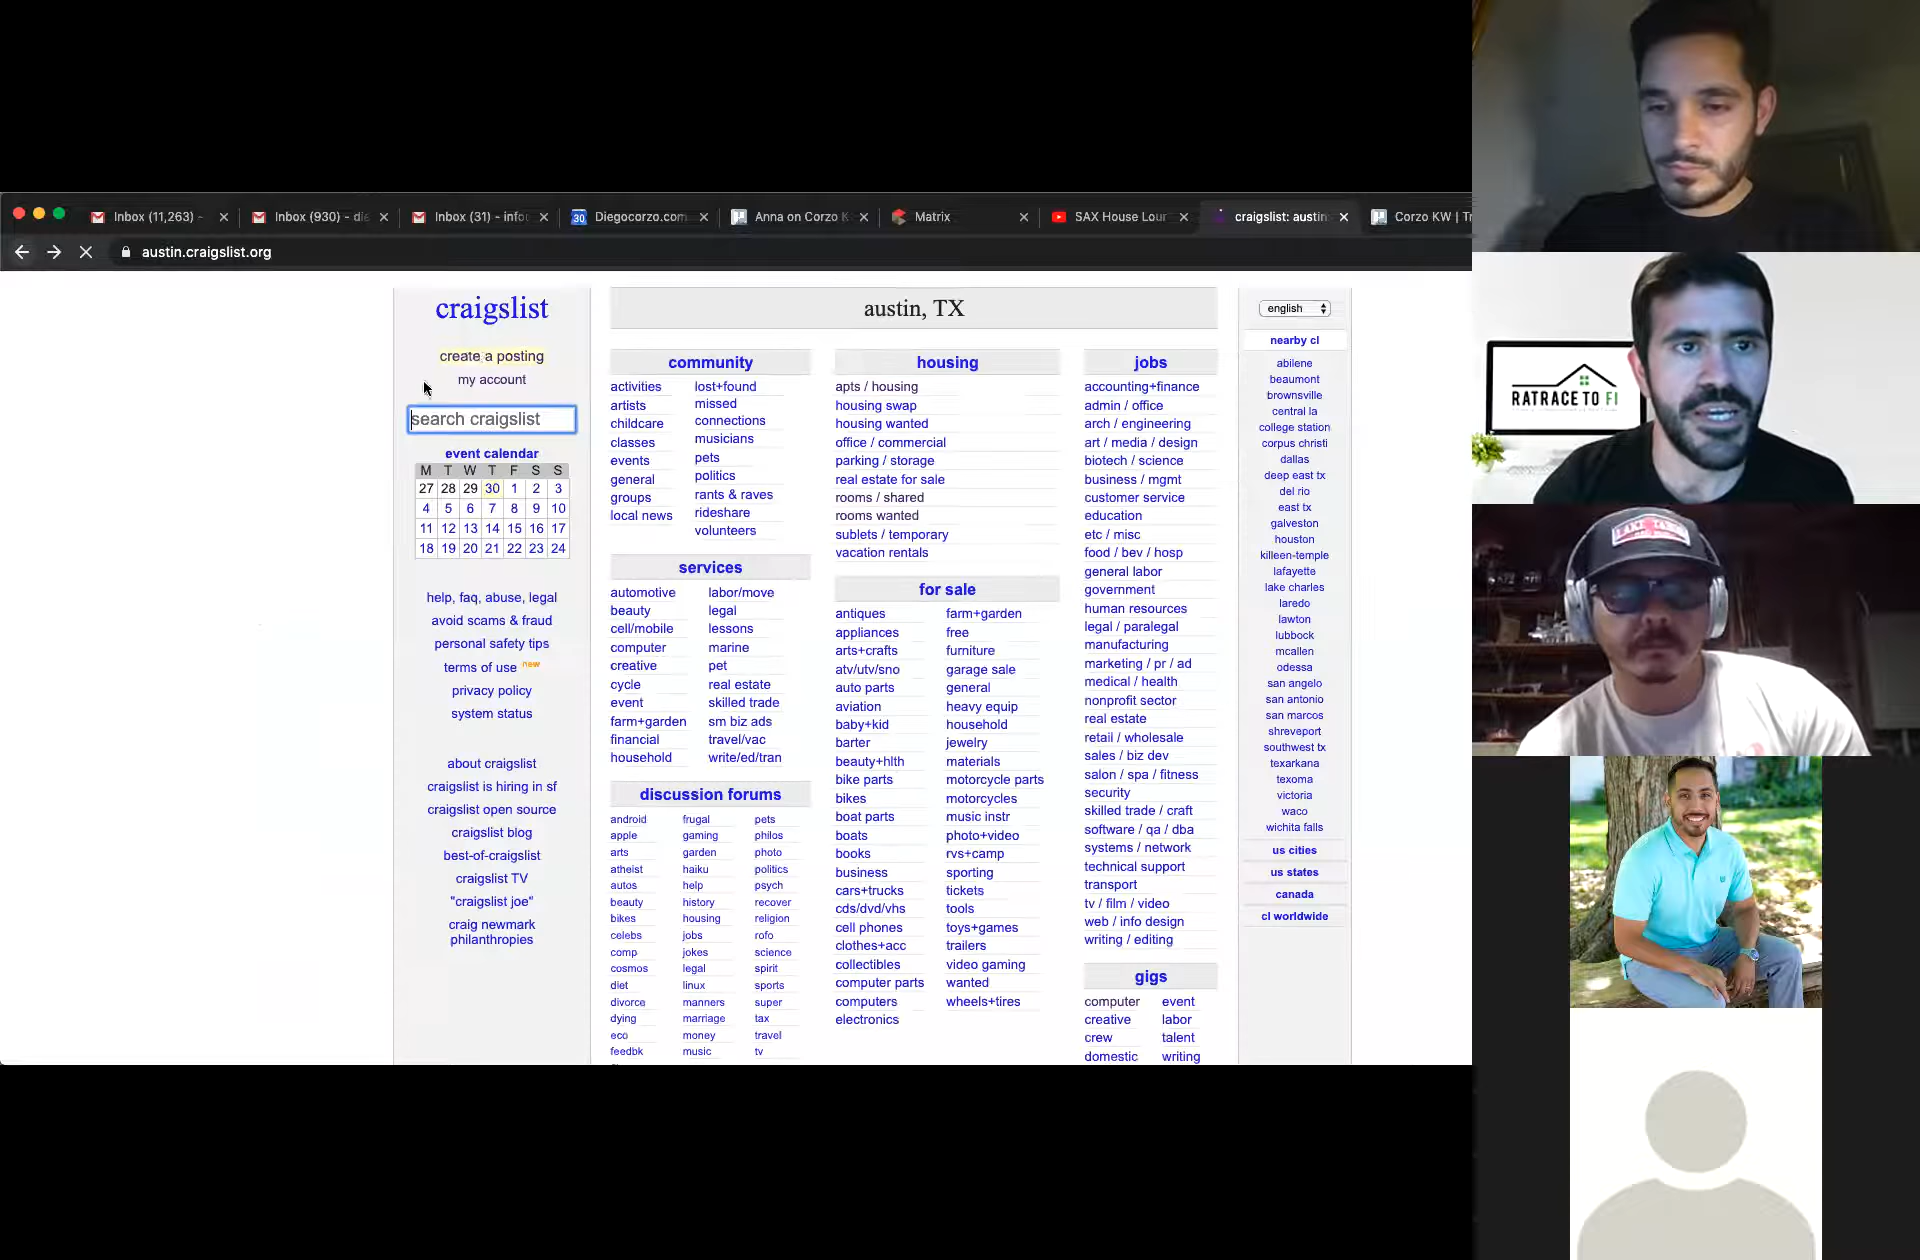 Inbox (11,263) -
Inbox (930) - di
Inbox (31) - info
30
Diegocorzo.com
Anna on Corzo K
Matrix
SAX House Lour
craigslist: austin
Corzo KW | Tr
austin.craigslist.org
craigslist
create a posting
my account
search craigslist
event calendar
M T W T F S S
27 28 29 30 1 2 3
4 5 6 7 8 9 10
11 12 13 14 15 16 17
18 19 20 21 22 23 24
help, faq, abuse, legal
avoid scams & fraud
personal safety tips
terms of use new
privacy policy
system status
about craigslist
craigslist is hiring in sf
craigslist open source
craigslist blog
best-of-craigslist
craigslist TV
"craigslist joe"
craig newmark
philanthropies
austin, TX
community
activities
artists
childcare
classes
events
general
groups
local news
lost+found
missed
connections
musicians
pets
politics
rants & raves
rideshare
volunteers
services
automotive
beauty
cell/mobile
computer
creative
cycle
event
farm+garden
financial
household
labor/move
legal
lessons
marine
pet
real estate
skilled trade
sm biz ads
travel/vac
write/ed/tran
discussion forums
android
apple
arts
atheist
autos
beauty
bikes
celebs
comp
cosmos
diet
divorce
dying
eco
feedbk
frugal
gaming
garden
haiku
help
history
housing
jobs
jokes
legal
linux
manners
marriage
money
music
pets
philos
photo
politics
psych
recover
religion
rofo
science
spirit
sports
super
tax
travel
tv
housing
apts / housing
housing swap
housing wanted
office / commercial
parking / storage
real estate for sale
rooms / shared
rooms wanted
sublets / temporary
vacation rentals
for sale
antiques
appliances
arts+crafts
atv/utv/sno
auto parts
aviation
baby+kid
barter
beauty+hlth
bike parts
bikes
boat parts
boats
books
business
cars+trucks
cds/dvd/vhs
cell phones
clothes+acc
collectibles
computer parts
computers
electronics
farm+garden
free
furniture
garage sale
general
heavy equip
household
jewelry
materials
motorcycle parts
motorcycles
music instr
photo+video
rvs+camp
sporting
tickets
tools
toys+games
trailers
video gaming
wanted
wheels+tires
jobs
accounting+finance
admin / office
arch / engineering
art / media / design
biotech / science
business / mgmt
customer service
education
etc / misc
food / bev / hosp
general labor
government
human resources
legal / paralegal
manufacturing
marketing / pr / ad
medical / health
nonprofit sector
real estate
retail / wholesale
sales / biz dev
salon / spa / fitness
security
skilled trade / craft
software / qa / dba
systems / network
technical support
transport
tv / film / video
web / info design
writing / editing
gigs
computer
creative
crew
domestic
event
labor
talent
writing
english
nearby cl
abilene
beaumont
brownsville
central la
college station
corpus christi
dallas
deep east tx
del rio
east tx
galveston
houston
killeen-temple
lafayette
lake charles
laredo
lawton
lubbock
mcallen
odessa
san angelo
san antonio
san marcos
shreveport
southwest tx
texarkana
texoma
victoria
waco
wichita falls
us cities
us states
canada
cl worldwide
RATRACE TO FI
LAKE TAHOE